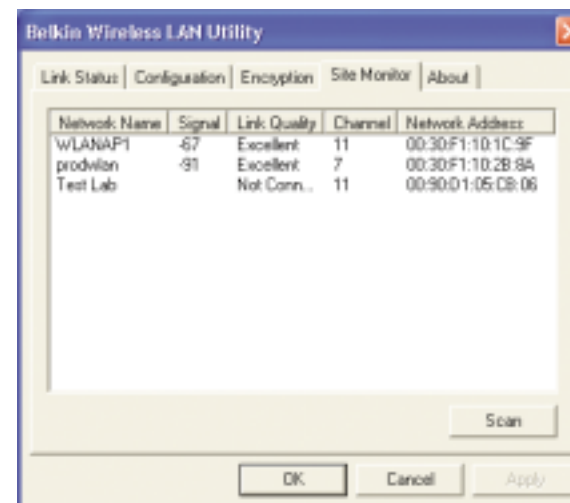 Belkin Wireless LAN Utility
Link Status Configuration Encryption Site Monitor About
Network Name Signal Link Quality Channel Network Address
WLANAP1 -67 Excellent 11 00:30:F1:10:1C:9F
prodwlan -91 Excellent 7 00:30:F1:10:2B:8A
Test Lab Not Conn... 11 00:90:D1:05:CB:06
Scan
OK Cancel Apply